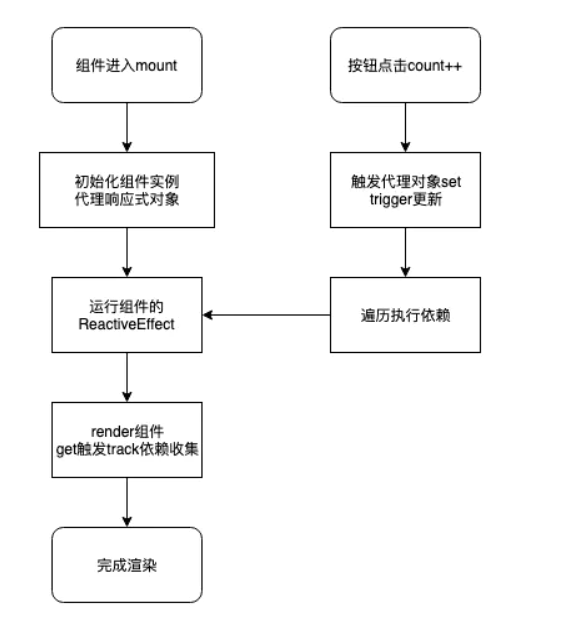 组件进入mount
初始化组件实例
代理响应式对象
运行组件的
ReactiveEffect
render组件
get触发track依赖收集
完成渲染
按钮点击count++
触发代理对象set
trigger更新
遍历执行依赖